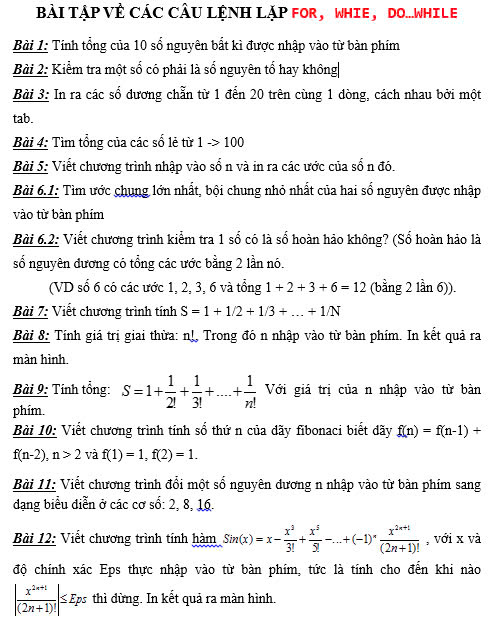 BÀI TẬP VỀ CÁC CÂU LỆNH LẶP FOR, WHIE, DO…WHILE
Bài 1: Tính tổng của 10 số nguyên bất kì được nhập vào từ bàn phím
Bài 2: Kiểm tra một số có phải là số nguyên tố hay không
Bài 3: In ra các số dương chẵn từ 1 đến 20 trên cùng 1 dòng, cách nhau bởi một
tab.
Bài 4: Tìm tổng của các số lẻ từ 1 -> 100
Bài 5: Viết chương trình nhập vào số n và in ra các ước của số n đó.
Bài 6.1: Tìm ước chung lớn nhất, bội chung nhỏ nhất của hai số nguyên được nhập
vào từ bàn phím
Bài 6.2: Viết chương trình kiểm tra 1 số có là số hoàn hảo không? (Số hoàn hảo là
số nguyên dương có tổng các ước bằng 2 lần nó.
(VD số 6 có các ước 1, 2, 3, 6 và tổng 1 + 2 + 3 + 6 = 12 (bằng 2 lần 6)).
Bài 7: Viết chương trình tính S = 1 + 1/2 + 1/3 + … + 1/N
Bài 8: Tính giá trị giai thừa: n!. Trong đó n nhập vào từ bàn phím. In kết quả ra
màn hình.
Bài 9: Tính tổng: S = 1 + 1/2! + 1/3! + .... + 1/n! Với giá trị của n nhập vào từ bàn
phím.
Bài 10: Viết chương trình tính số thứ n của dãy fibonaci biết dãy f(n) = f(n-1) +
f(n-2), n > 2 và f(1) = 1, f(2) = 1.
Bài 11: Viết chương trình đổi một số nguyên dương n nhập vào từ bàn phím sang
dạng biểu diễn ở các cơ số: 2, 8, 16.
Bài 12: Viết chương trình tính hàm Sin(x) = x − x³/3! + x⁵/5! − ... + (−1)ⁿ x²ⁿ⁺¹/(2n+1)! , với x và
độ chính xác Eps thực nhập vào từ bàn phím, tức là tính cho đến khi nào
|x²ⁿ⁺¹/(2n+1)!| ≤ Eps thì dừng. In kết quả ra màn hình.